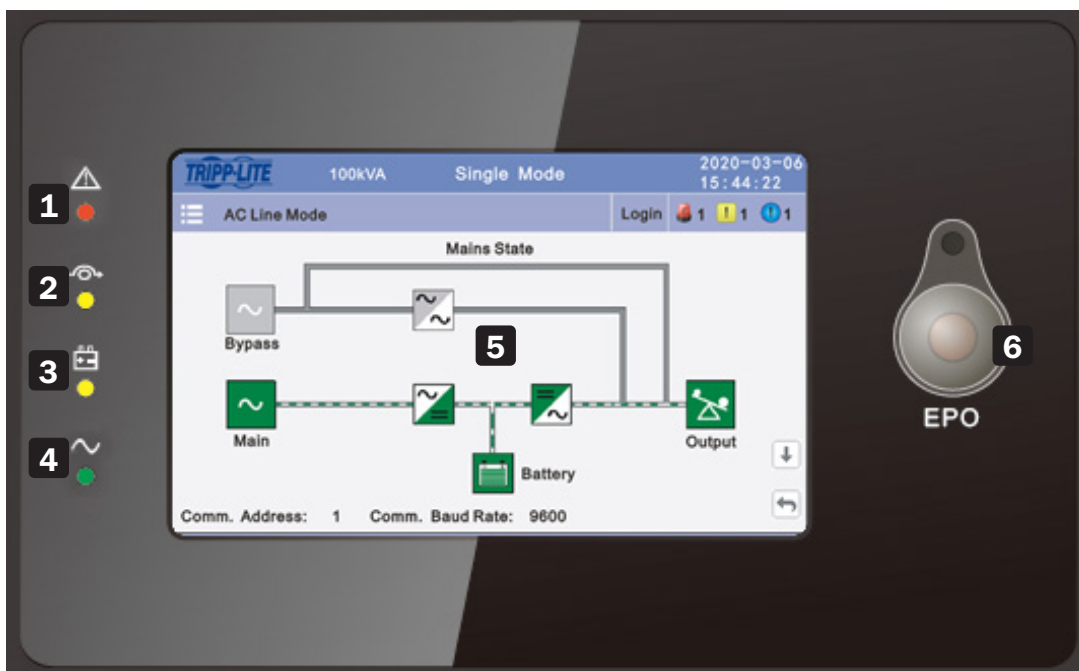 TRIPP-LITE 100kVA Single Mode 2020-03-06
15:44:22
AC Line Mode Login 1 ! 1 ! 1
Mains State
Bypass
Main
Battery
Output
Comm. Address: 1 Comm. Baud Rate: 9600
1
2
3
4
5
6
EPO